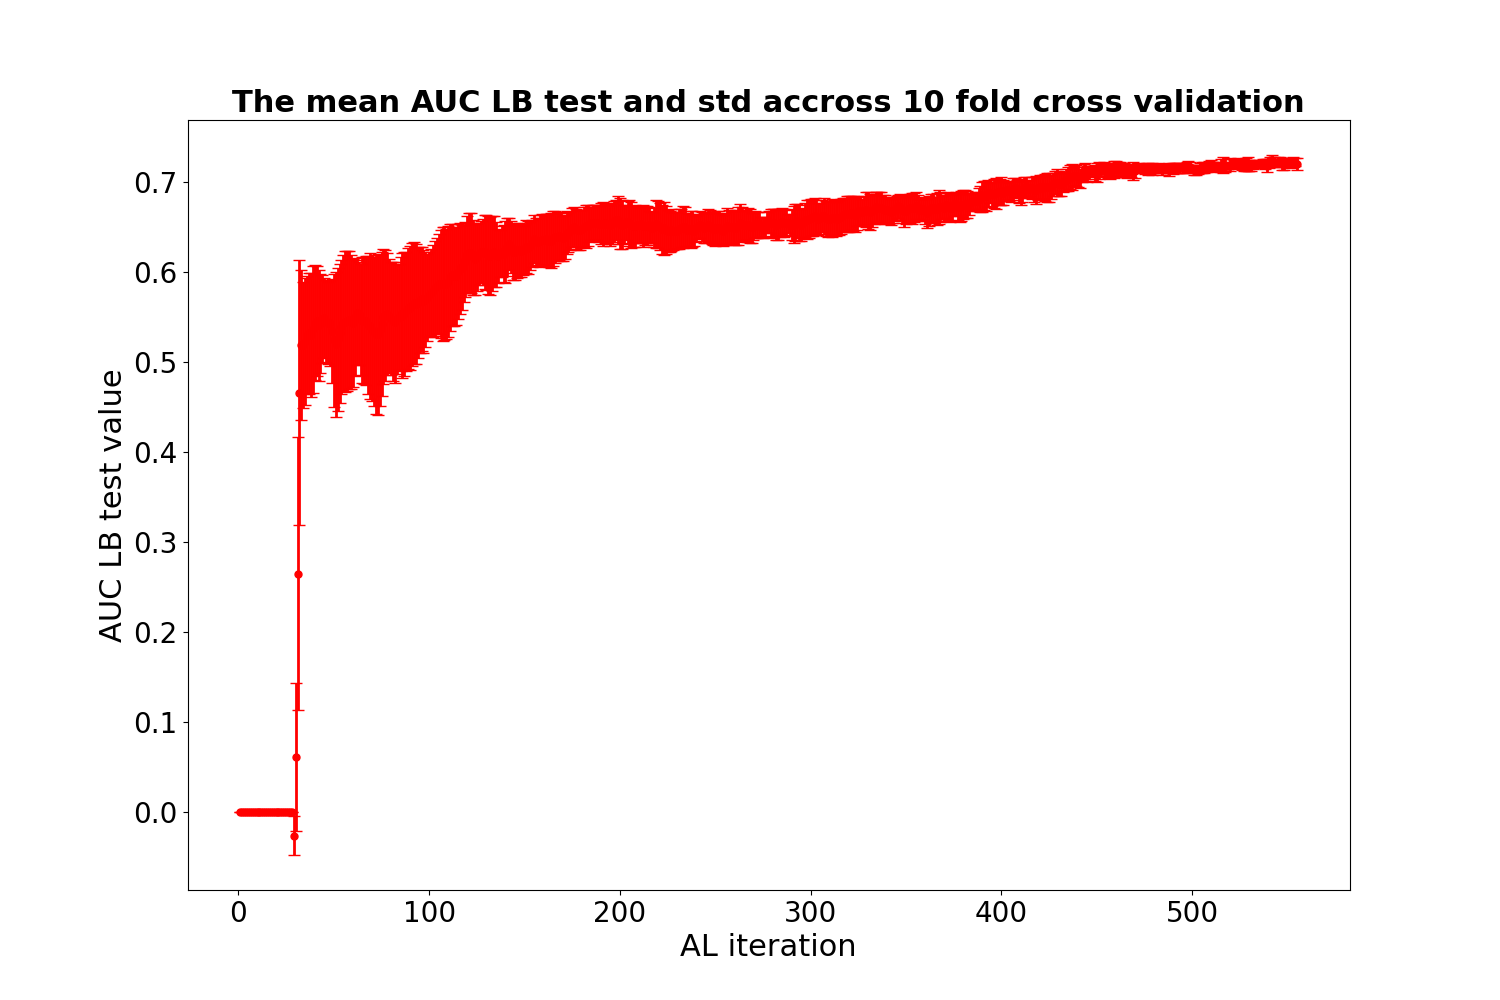 The mean AUC LB test and std accross 10 fold cross validation
0.7
0.6
0.5
0.4
0.3
0.2
0.1
0.0
AUC LB test value
0 100 200 300 400 500
AL iteration